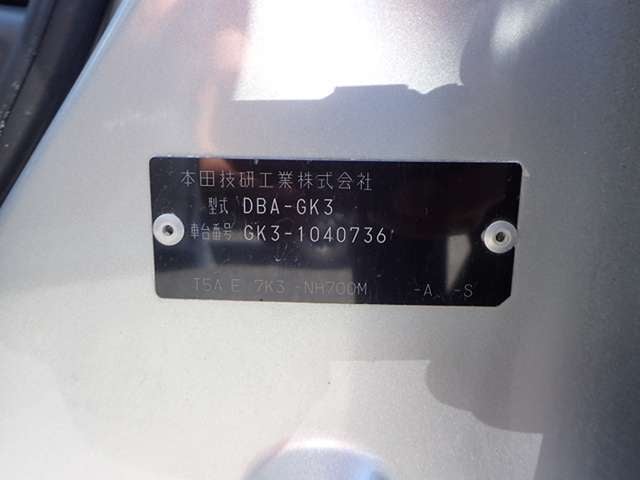 本田技研工業株式会社
型式 DBA-GK3
車台番号 GK3-1040736
T5A E 7K3 -NH700M -A -S